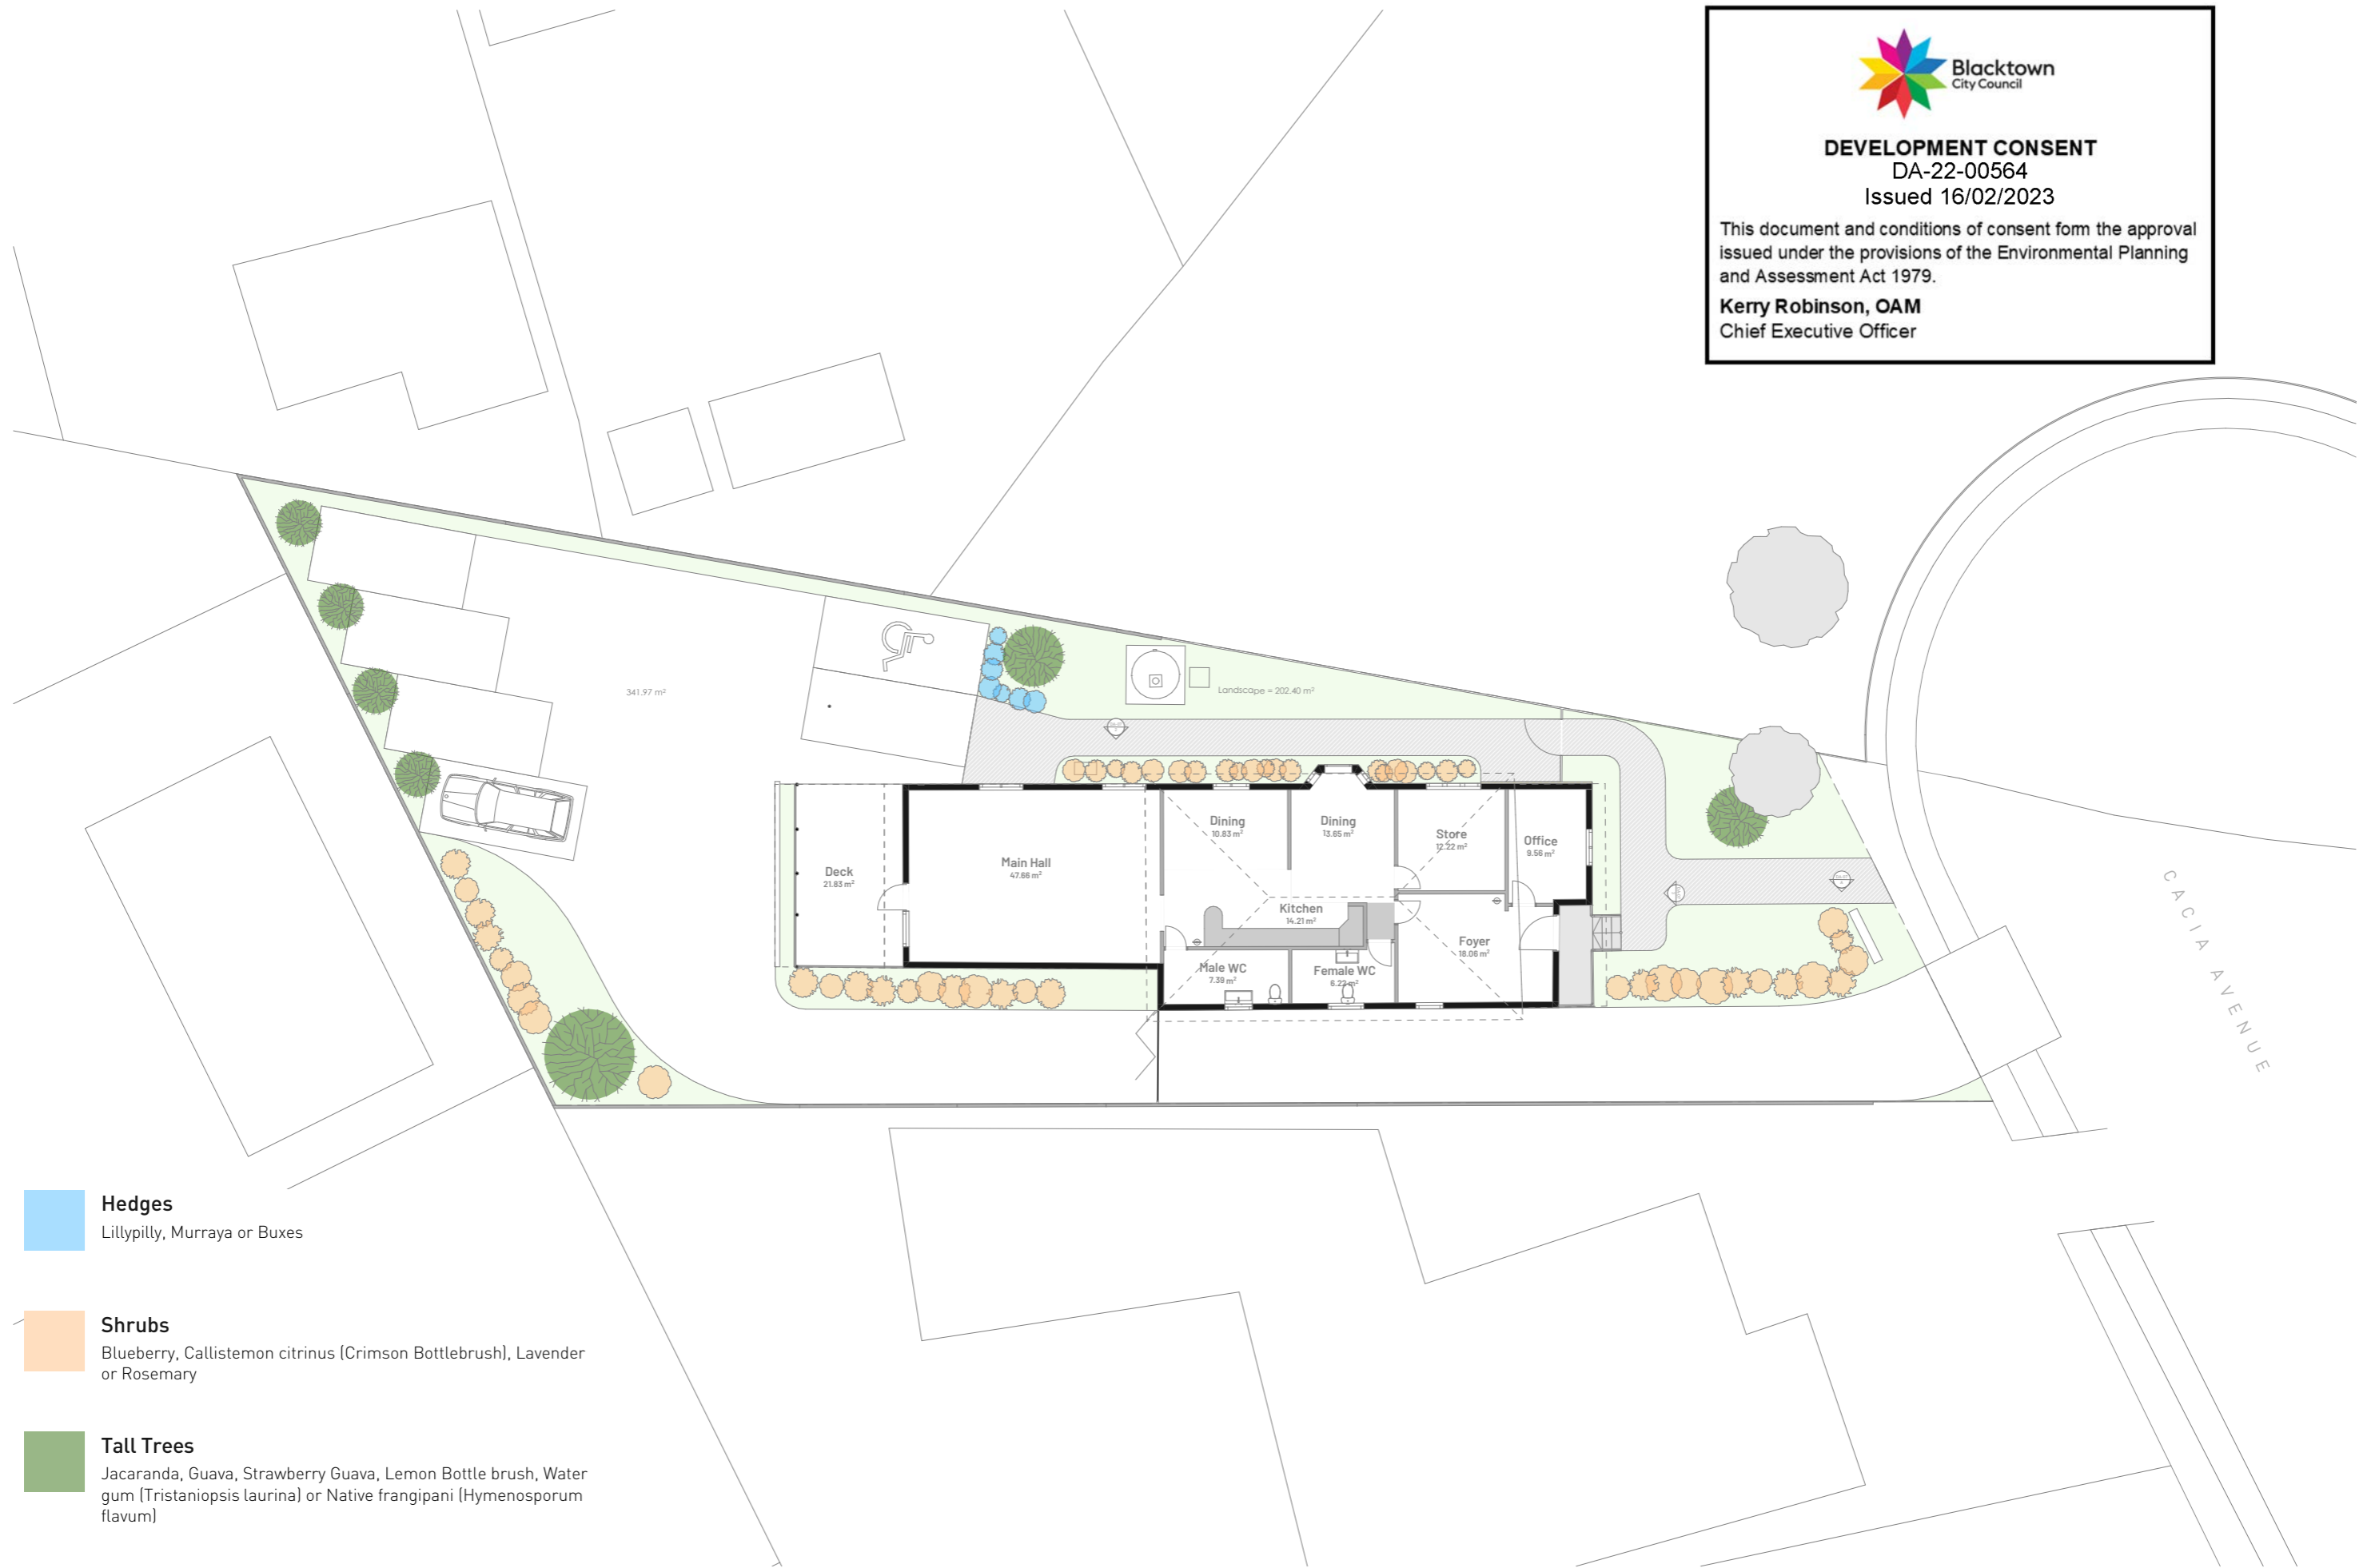 Blacktown
City Council
DEVELOPMENT CONSENT
DA-22-00564
Issued 16/02/2023
This document and conditions of consent form the approval
issued under the provisions of the Environmental Planning
and Assessment Act 1979.
Kerry Robinson, OAM
Chief Executive Officer
341.97 m²
Landscape = 202.40 m²
Deck
21.83 m²
Main Hall
47.66 m²
Dining
10.83 m²
Dining
13.65 m²
Store
12.22 m²
Office
9.56 m²
Kitchen
14.21 m²
Foyer
18.06 m²
Male WC
7.39 m²
Female WC
6.22 m²
CACIA AVENUE
Hedges
Lillypilly, Murraya or Buxes
Shrubs
Blueberry, Callistemon citrinus (Crimson Bottlebrush), Lavender
or Rosemary
Tall Trees
Jacaranda, Guava, Strawberry Guava, Lemon Bottle brush, Water
gum (Tristaniopsis laurina) or Native frangipani (Hymenosporum
flavum)